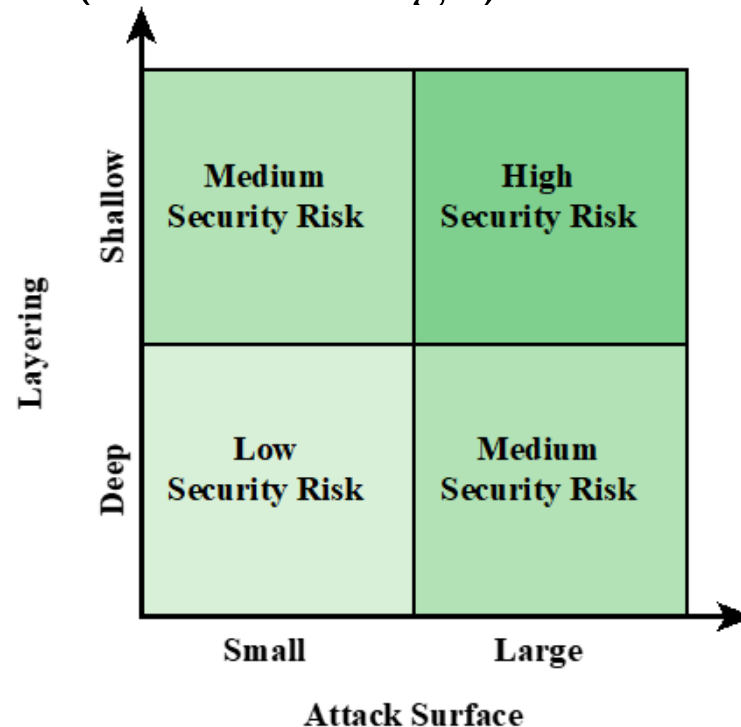 Medium
Security Risk
High
Security Risk
Shallow
Layering
Low
Security Risk
Medium
Security Risk
Deep
Small
Large
Attack Surface